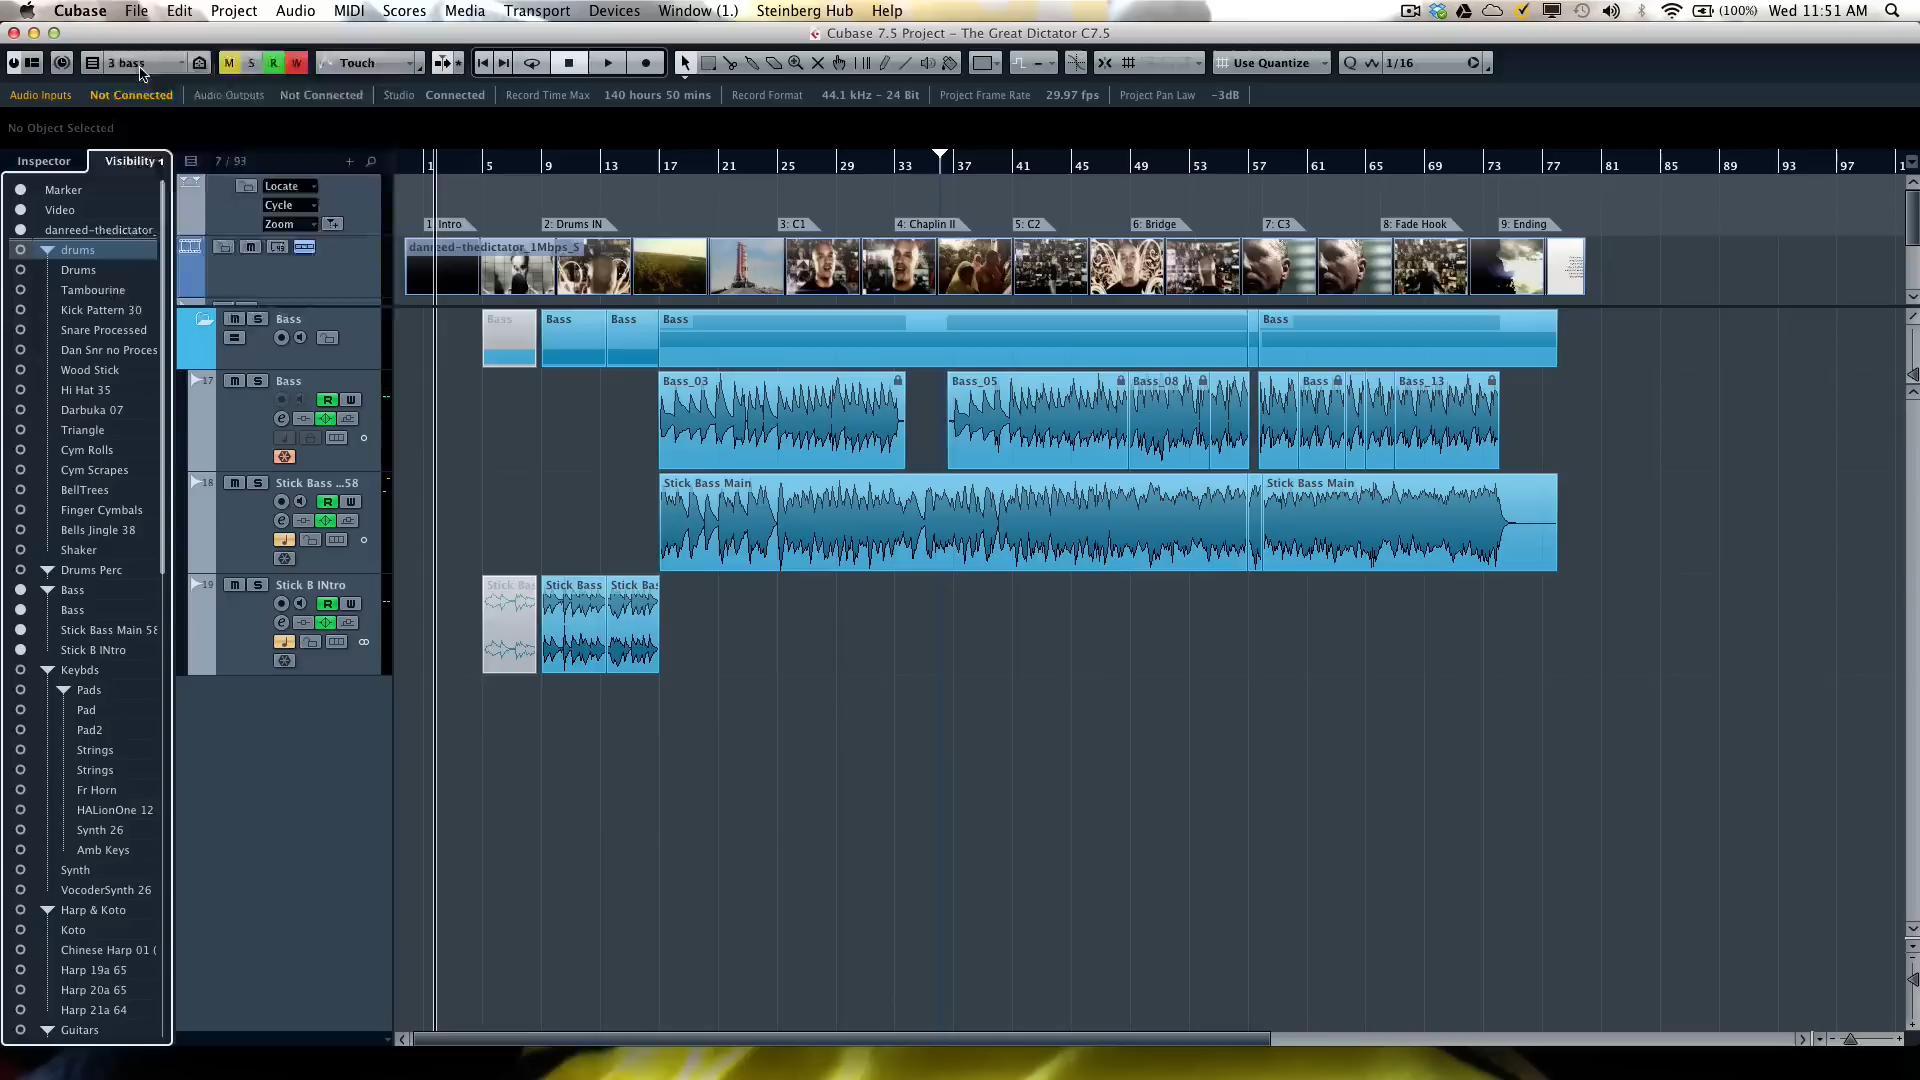 Cubase File Edit Project Audio MIDI Scores Media Transport Devices Window (1.) Steinberg Hub Help (100%) Wed 11:51 AM
Cubase 7.5 Project - The Great Dictator C7.5
3 bass M S R W Touch Use Quantize Q 1/16
Audio Inputs Not Connected Audio Outputs Not Connected Studio Connected Record Time Max 140 hours 50 mins Record Format 44.1 kHz - 24 Bit Project Frame Rate 29.97 fps Project Pan Law -3dB
No Object Selected
Inspector Visibility 7 / 93
1 5 9 13 17 21 25 29 33 37 41 45 49 53 57 61 65 69 73 77 81 85 89 93 97 1
Locate
Cycle
Zoom
1: Intro 2: Drums IN 3: C1 4: Chaplin II 5: C2 6: Bridge 7: C3 8: Fade Hook 9: Ending
danreed-thedictator_1Mbps_S
Marker
Video
danreed-thedictator_
drums
Drums
Tambourine
Kick Pattern 30
Snare Processed
Dan Snr no Proces
Wood Stick
Hi Hat 35
Darbuka 07
Triangle
Cym Rolls
Cym Scrapes
BellTrees
Finger Cymbals
Bells Jingle 38
Shaker
Drums Perc
Bass
Bass
Stick Bass Main 58
Stick B INtro
Keybds
Pads
Pad
Pad2
Strings
Strings
Fr Horn
HALionOne 12
Synth 26
Amb Keys
Synth
VocoderSynth 26
Harp & Koto
Koto
Chinese Harp 01 (
Harp 19a 65
Harp 20a 65
Harp 21a 64
Guitars
m S Bass
Bass Bass Bass Bass Bass
17 m S Bass
R W
e
Bass_03 Bass_05 Bass_08 Bass Bass_13
18 m S Stick Bass ...58
R W
e
Stick Bass Main Stick Bass Main
19 m S Stick B INtro
R W
e
Stick Bas Stick Bass Stick Bas